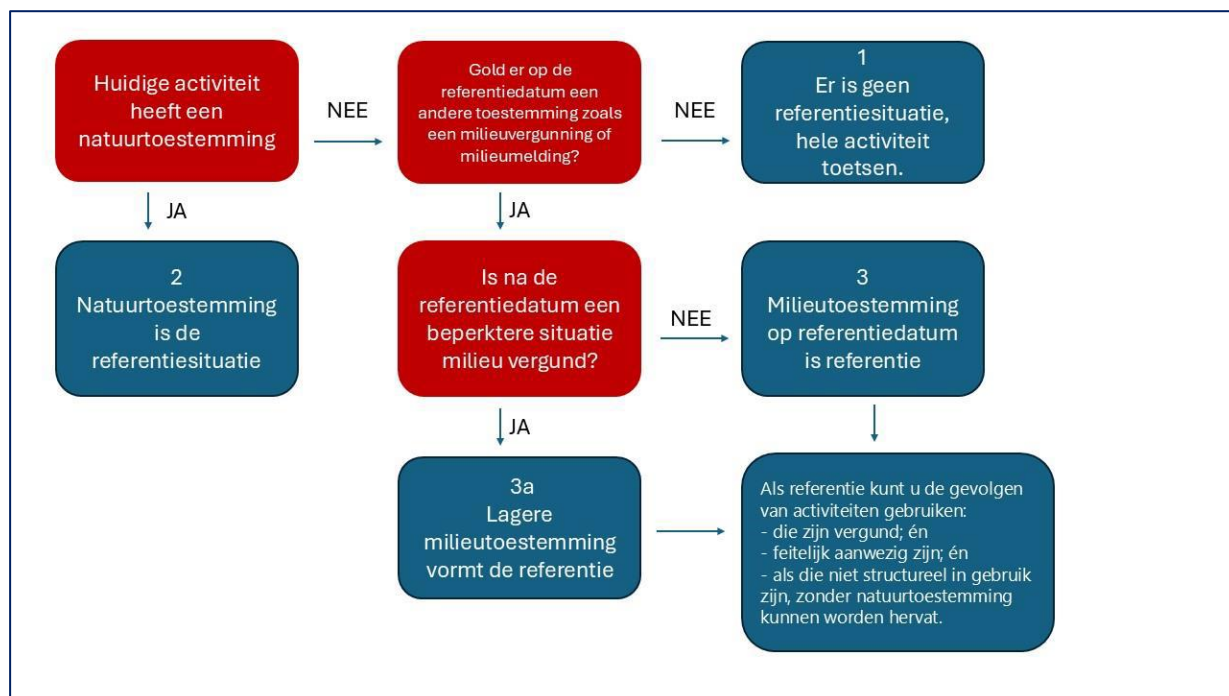 Huidige activiteit
heeft een
natuurtoestemming
NEE
Gold er op de
referentiedatum een
andere toestemming zoals
een milieuvergunning of
milieumelding?
NEE
1
Er is geen
referentiesituatie,
hele activiteit
toetsen.
JA
JA
2
Natuurtoestemming
is de
referentiesituatie
Is na de
referentiedatum een
beperktere situatie
milieu vergund?
NEE
3
Milieutoestemming
op referentiedatum
is referentie
JA
3a
Lagere
milieutoestemming
vormt de referentie
Als referentie kunt u de gevolgen
van activiteiten gebruiken:
- die zijn vergund; én
- feitelijk aanwezig zijn; én
- als die niet structureel in gebruik
zijn, zonder natuurtoestemming
kunnen worden hervat.